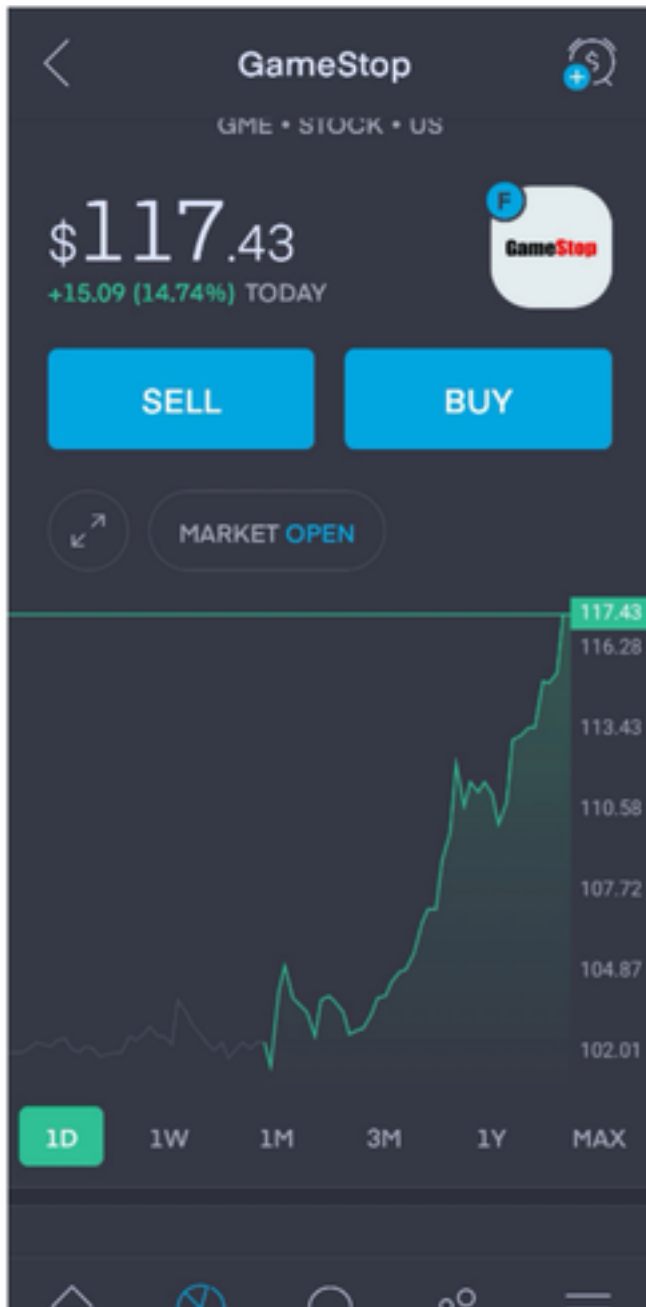 GameStop
$
+
GME • STOCK • US
$117.43
+15.09 (14.74%) TODAY
F
GameStop
SELL
BUY
MARKET OPEN
117.43
116.28
113.43
110.58
107.72
104.87
102.01
1D
1W
1M
3M
1Y
MAX